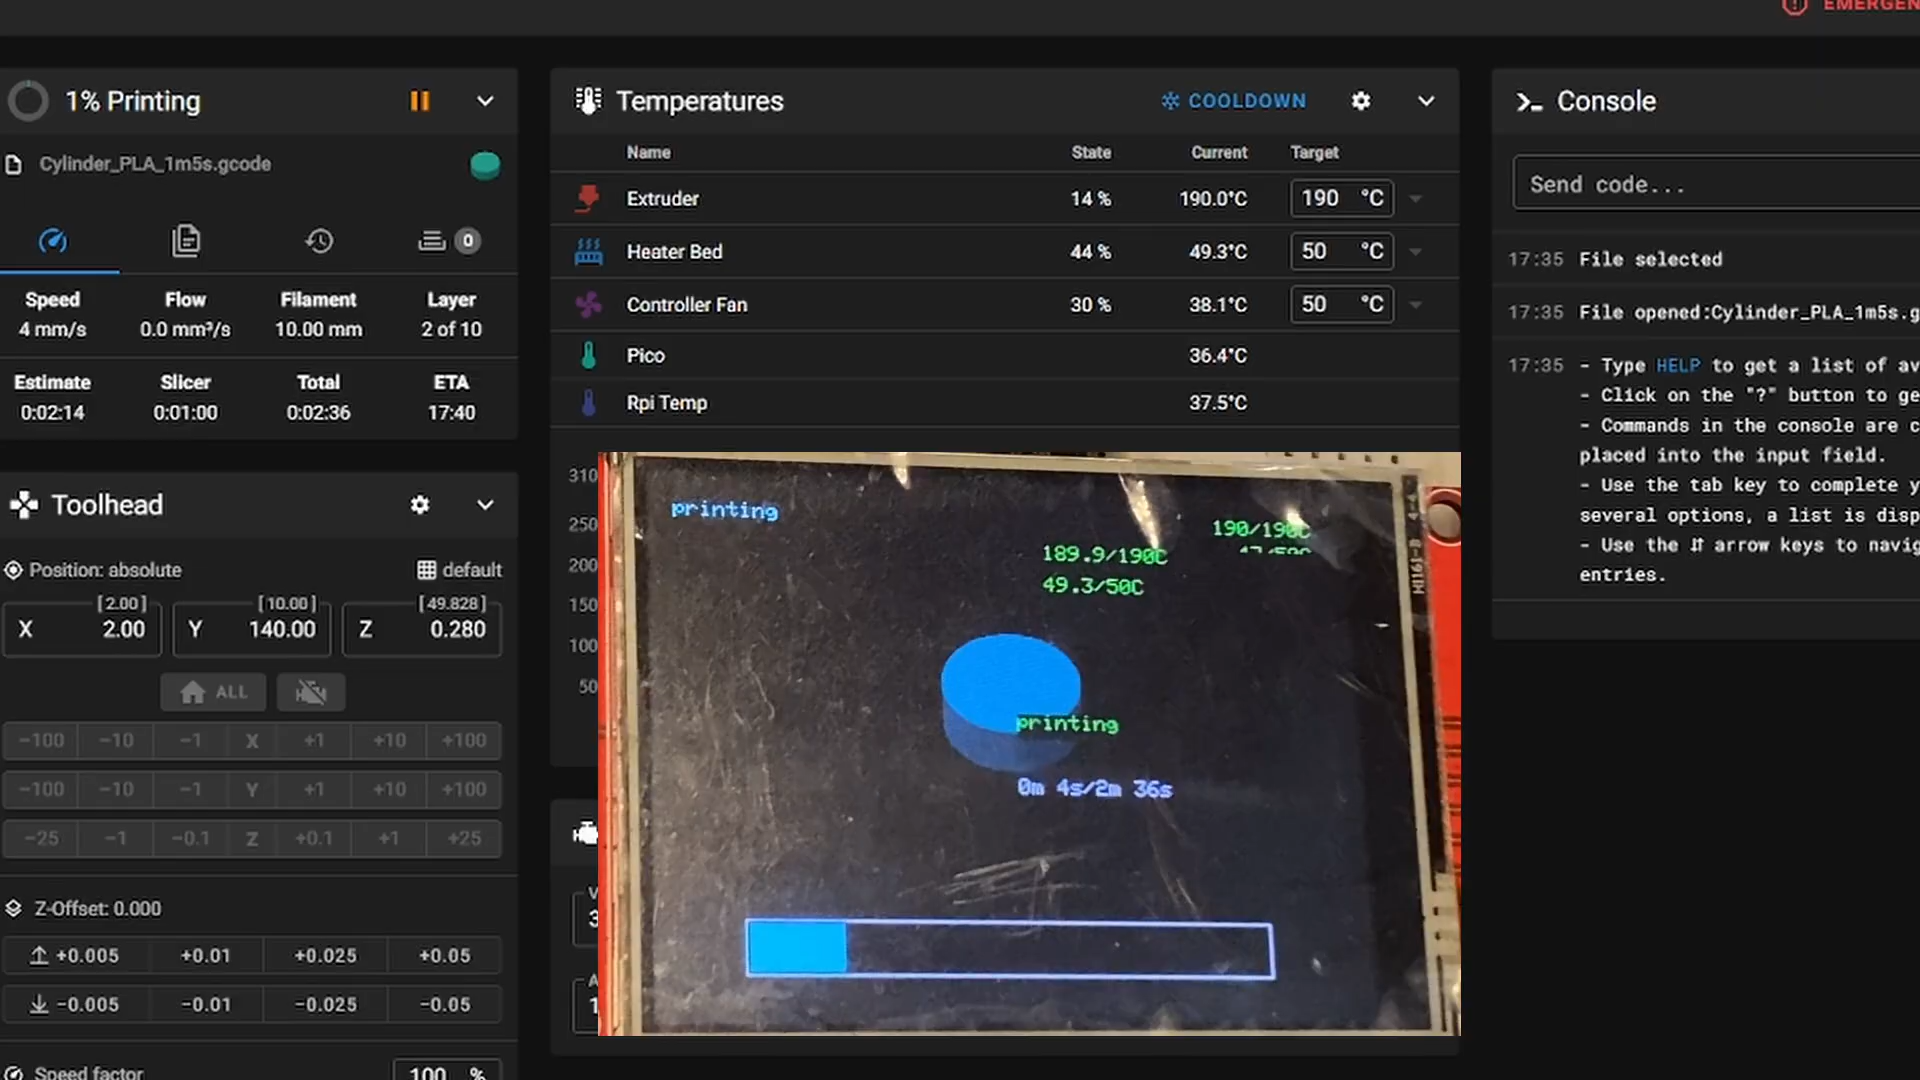 EMERGEN
1% Printing
Cylinder_PLA_1m5s.gcode
0
Speed Flow Filament Layer
4 mm/s 0.0 mm³/s 10.00 mm 2 of 10
Estimate Slicer Total ETA
0:02:14 0:01:00 0:02:36 17:40
Toolhead
Position: absolute default
[2.00] [10.00] [49.828]
X 2.00 Y 140.00 Z 0.280
ALL
-100 -10 -1 X +1 +10 +100
-100 -10 -1 Y +1 +10 +100
-25 -1 -0.1 Z +0.1 +1 +25
Z-Offset: 0.000
+0.005 +0.01 +0.025 +0.05
-0.005 -0.01 -0.025 -0.05
Speed factor 100 %
Temperatures COOLDOWN
Name State Current Target
Extruder 14 % 190.0°C 190 °C
Heater Bed 44 % 49.3°C 50 °C
Controller Fan 30 % 38.1°C 50 °C
Pico 36.4°C
Rpi Temp 37.5°C
310
250
200
150
100
50
V
3
A
1
printing
190/190C
189.9/190C
47/50C
49.3/50C
printing
0m 4s/2m 36s
Console
Send code...
17:35 File selected
17:35 File opened:Cylinder_PLA_1m5s.g
17:35 - Type HELP to get a list of av
- Click on the "?" button to ge
- Commands in the console are c
placed into the input field.
- Use the tab key to complete y
several options, a list is disp
- Use the ⇵ arrow keys to navig
entries.